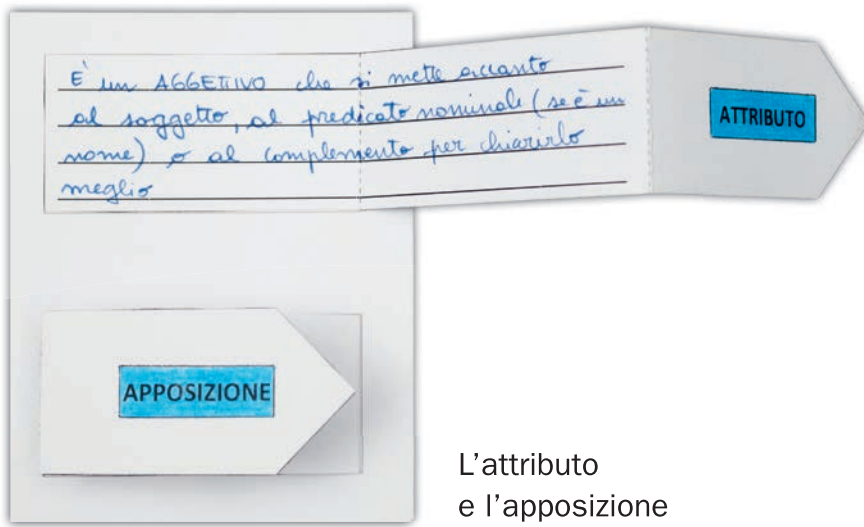 È un AGGETTIVO che si mette accanto
al soggetto, al predicato nominale (se è un
nome) o al complemento per chiarirlo
meglio
ATTRIBUTO
APPOSIZIONE
L'attributo
e l'apposizione